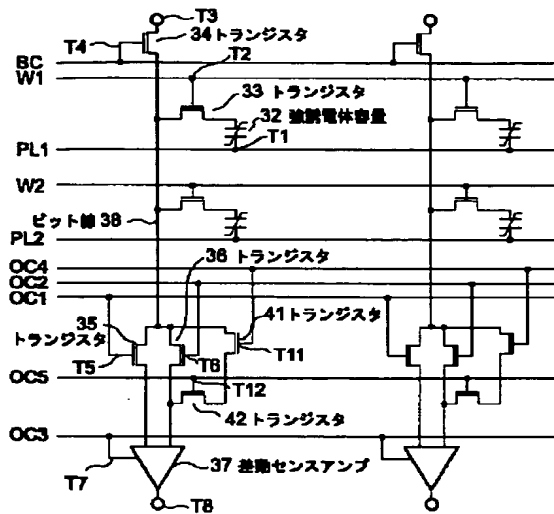 T3
34 トランジスタ
T4
BC
T2
W1
33 トランジスタ
32 強誘電体容量
T1
PL1
W2
ビット線 38
PL2
OC4
36 トランジスタ
OC2
OC1
35
トランジスタ
41 トランジスタ
T5
T6
T11
OC5
T12
42 トランジスタ
OC3
T7
37 差動センスアンプ
T8